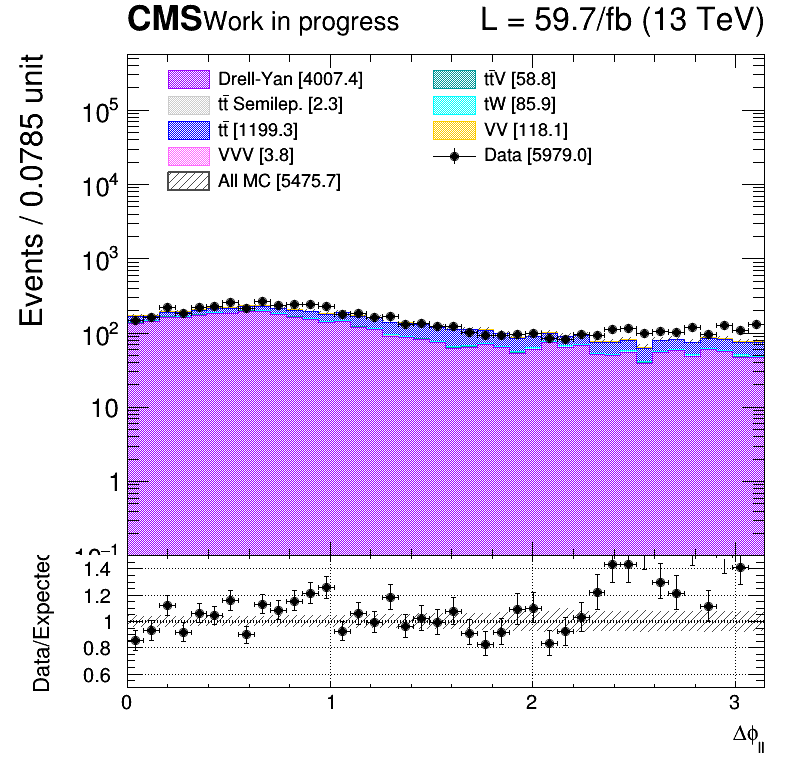 CMS Work in progress L = 59.7/fb (13 TeV)
Drell-Yan [4007.4]
tt̄ Semilep. [2.3]
tt̄ [1199.3]
VVV [3.8]
All MC [5475.7]
tt̄V [58.8]
tW [85.9]
VV [118.1]
Data [5979.0]
Events / 0.0785 unit
10⁵
10⁴
10³
10²
10
1
10⁻¹
Data/Expected
1.4
1.2
1
0.8
0.6
0 1 2 3
Δϕ_ll